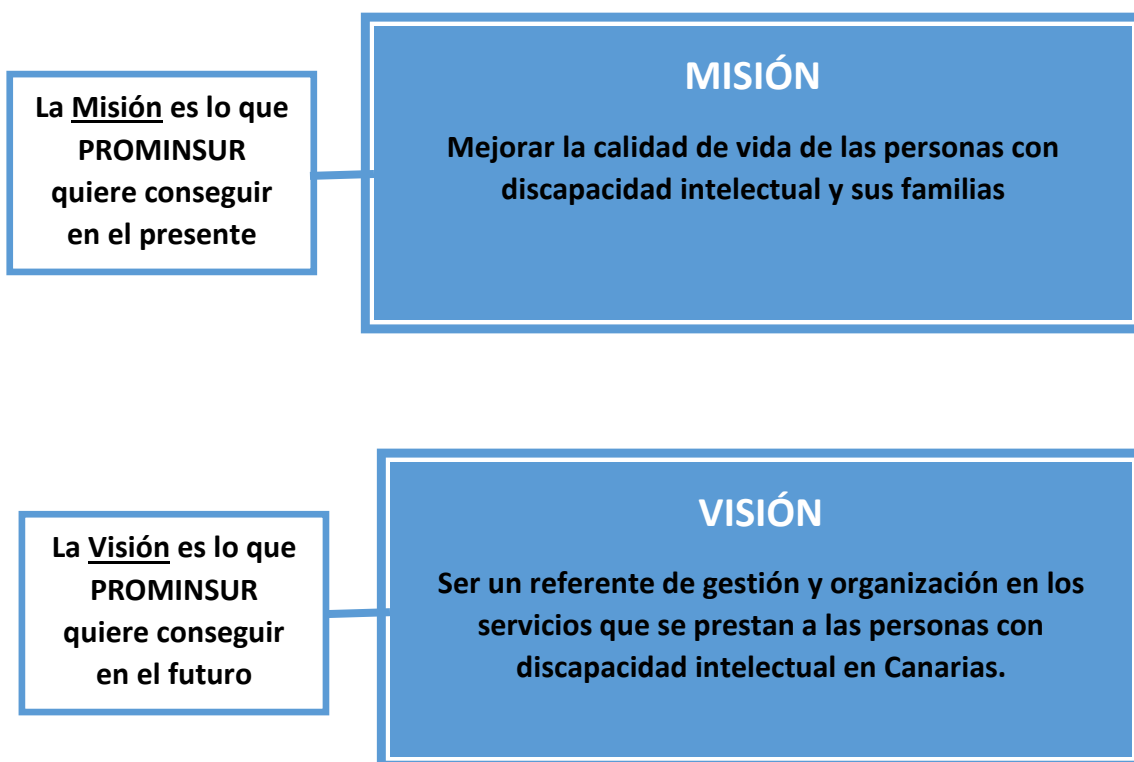 La Misión es lo que
PROMINSUR
quiere conseguir
en el presente
MISIÓN
Mejorar la calidad de vida de las personas con
discapacidad intelectual y sus familias
La Visión es lo que
PROMINSUR
quiere conseguir
en el futuro
VISIÓN
Ser un referente de gestión y organización en los
servicios que se prestan a las personas con
discapacidad intelectual en Canarias.